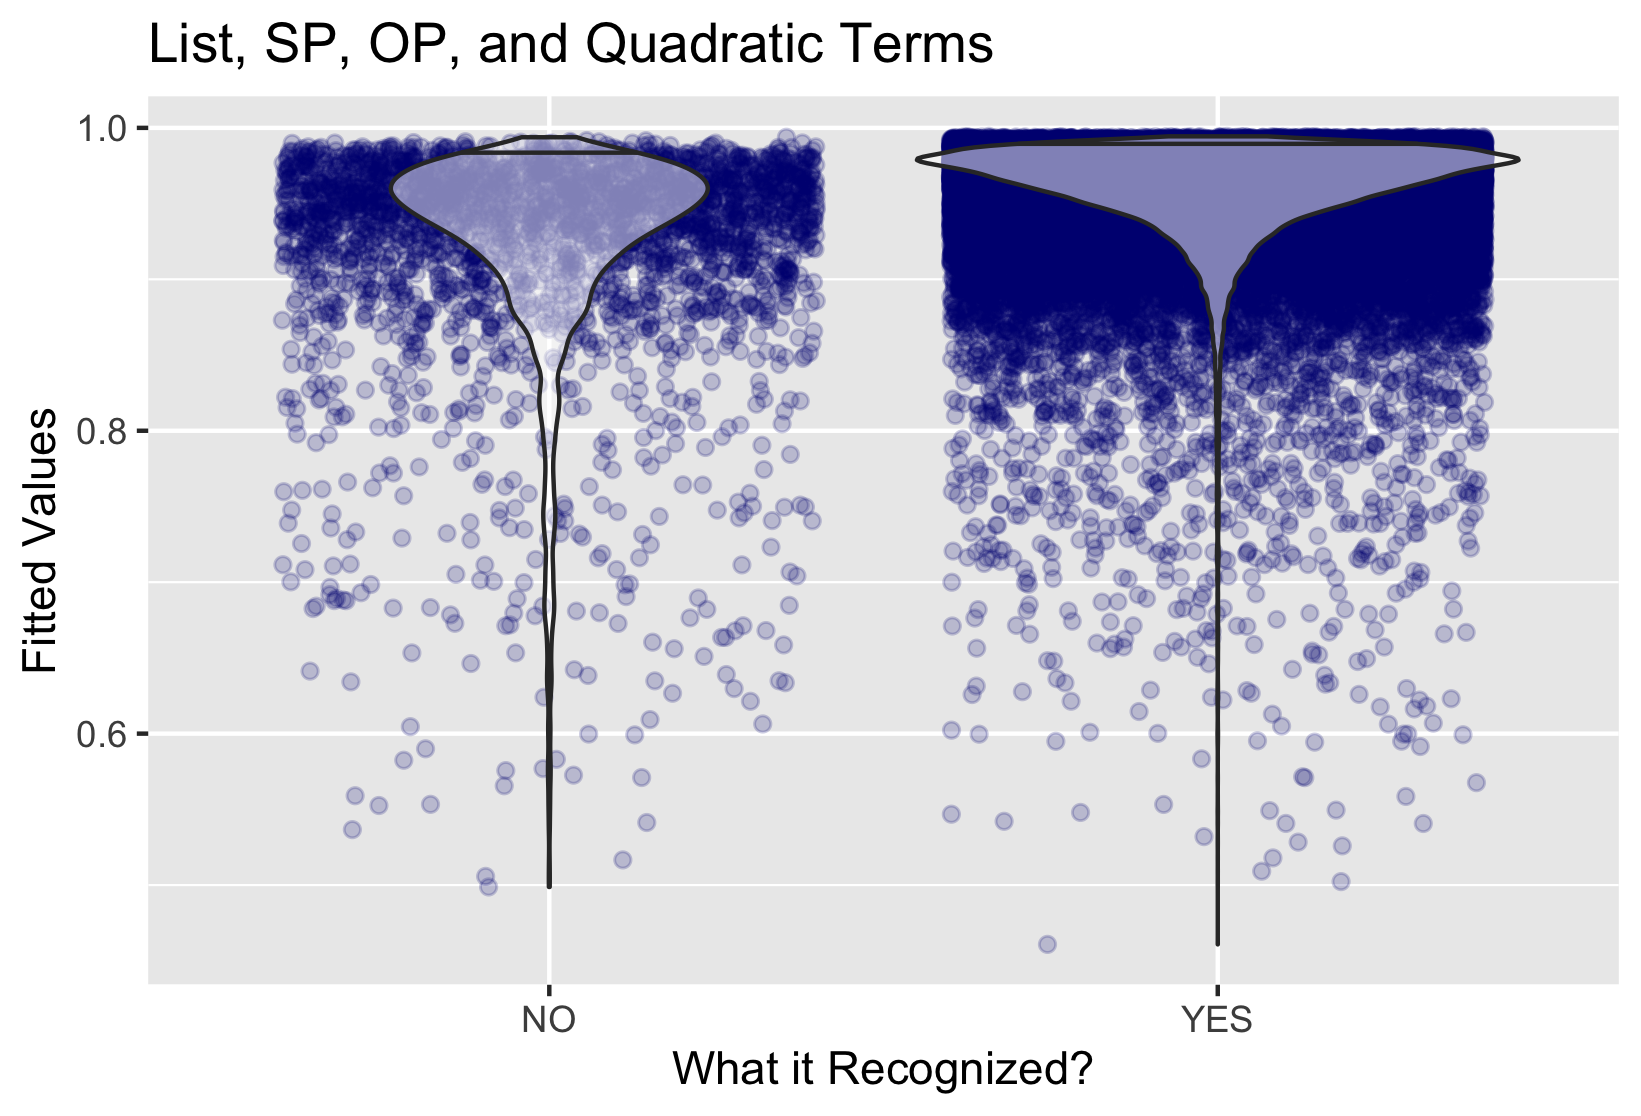 List, SP, OP, and Quadratic Terms
1.0
0.8
0.6
Fitted Values
NO
YES
What it Recognized?